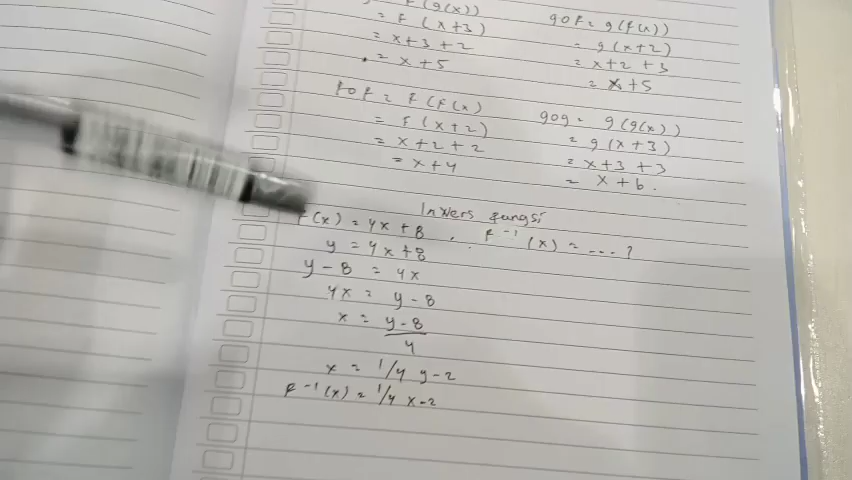 f(g(x))
= f(x+3)
= x+3+2
= x+5
gof = g(f(x))
= g(x+2)
= x+2+3
= x+5
fof = f(f(x)
= f(x+2)
= x+2+2
= x+4
gog = g(g(x))
= g(x+3)
= x+3+3
= x+6.
Invers fungsi
f(x) = 4x+8, f⁻¹(x) = ....?
y = 4x+8
y-8 = 4x
4x = y-8
x = y-8
4
x = 1/4 y-2
f⁻¹(x) = 1/4 x-2